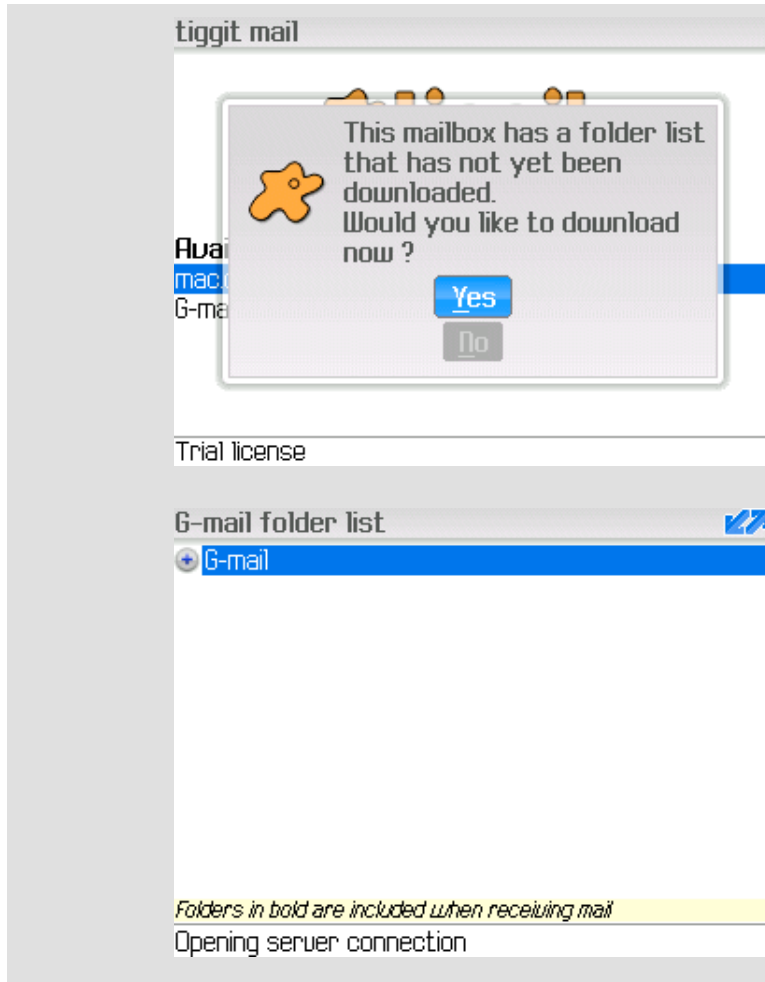 tiggit mail
This mailbox has a folder list
that has not yet been
downloaded.
Would you like to download
now ?
Yes
No
Trial license
G-mail folder list
G-mail
Folders in bold are included when receiving mail
Opening server connection